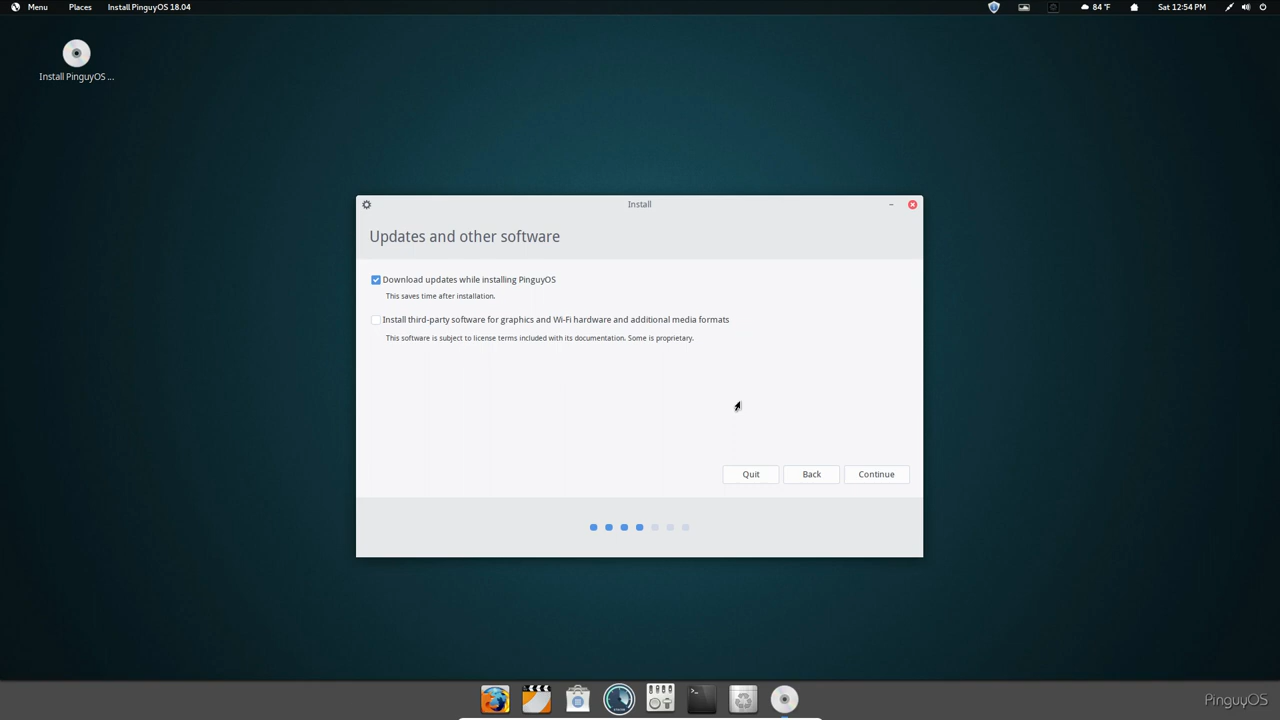 Menu Places Install PinguyOS 18.04 84 °F Sat 12:54 PM
Install PinguyOS ...
Install
Updates and other software
Download updates while installing PinguyOS
This saves time after installation.
Install third-party software for graphics and Wi-Fi hardware and additional media formats
This software is subject to license terms included with its documentation. Some is proprietary.
Quit Back Continue
PinguyOS